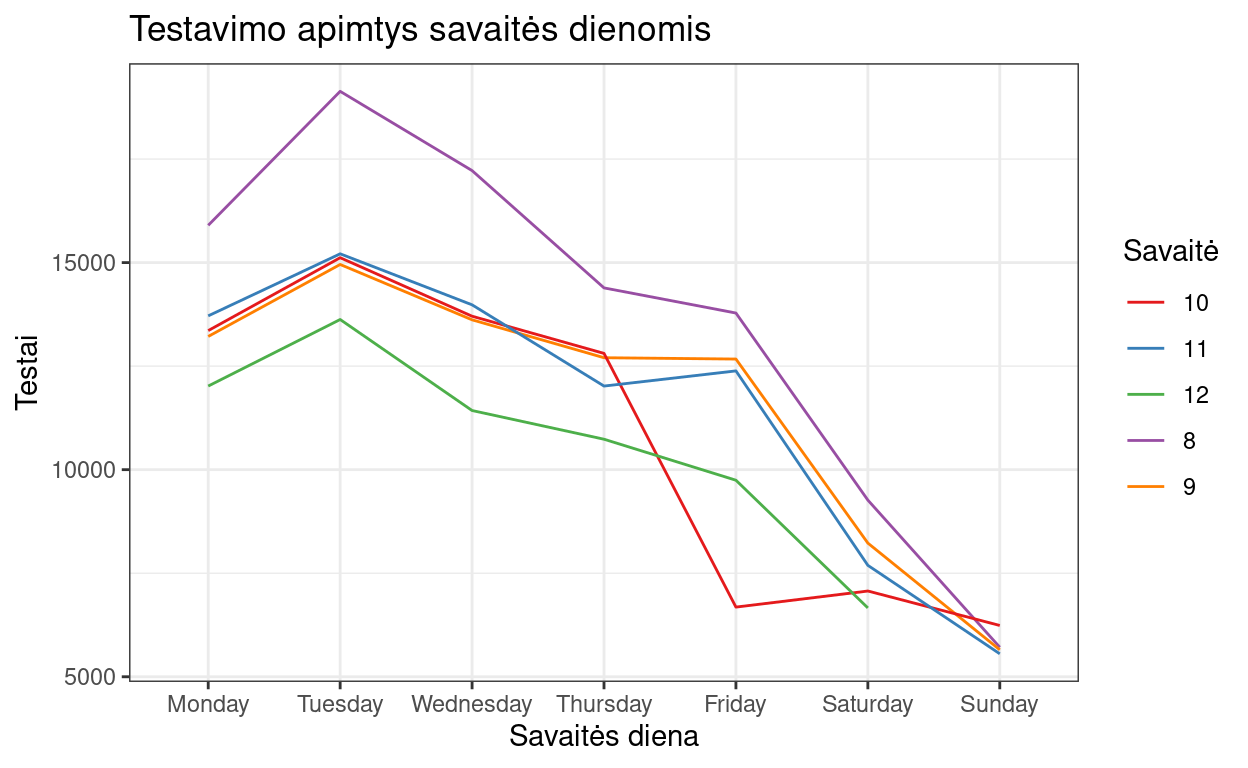 Testavimo apimtys savaitės dienomis
Testai
15000
10000
5000
Monday Tuesday Wednesday Thursday Friday Saturday Sunday
Savaitės diena
Savaitė
10
11
12
8
9